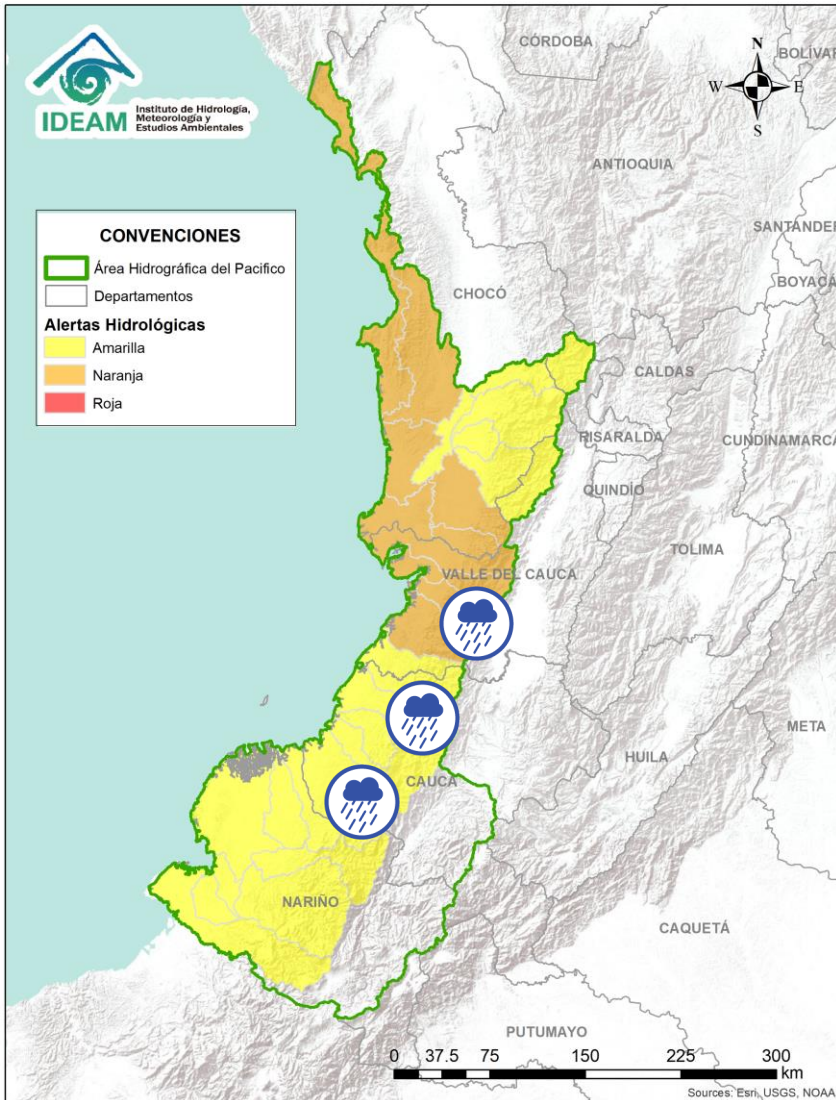 IDEAM
Instituto de Hidrología,
Meteorología y
Estudios Ambientales
CÓRDOBA
BOLÍVAR
N
W E
S
ANTIOQUIA
SANTANDER
BOYACÁ
CONVENCIONES
Área Hidrográfica del Pacifico
Departamentos
Alertas Hidrológicas
Amarilla
Naranja
Roja
CHOCÓ
CALDAS
RISARALDA
CUNDINAMARCA
QUINDÍO
TOLIMA
VALLE DEL CAUCA
META
HUILA
CAUCA
NARIÑO
CAQUETÁ
PUTUMAYO
0 37.5 75 150 225 300
km
Sources: Esri, USGS, NOAA